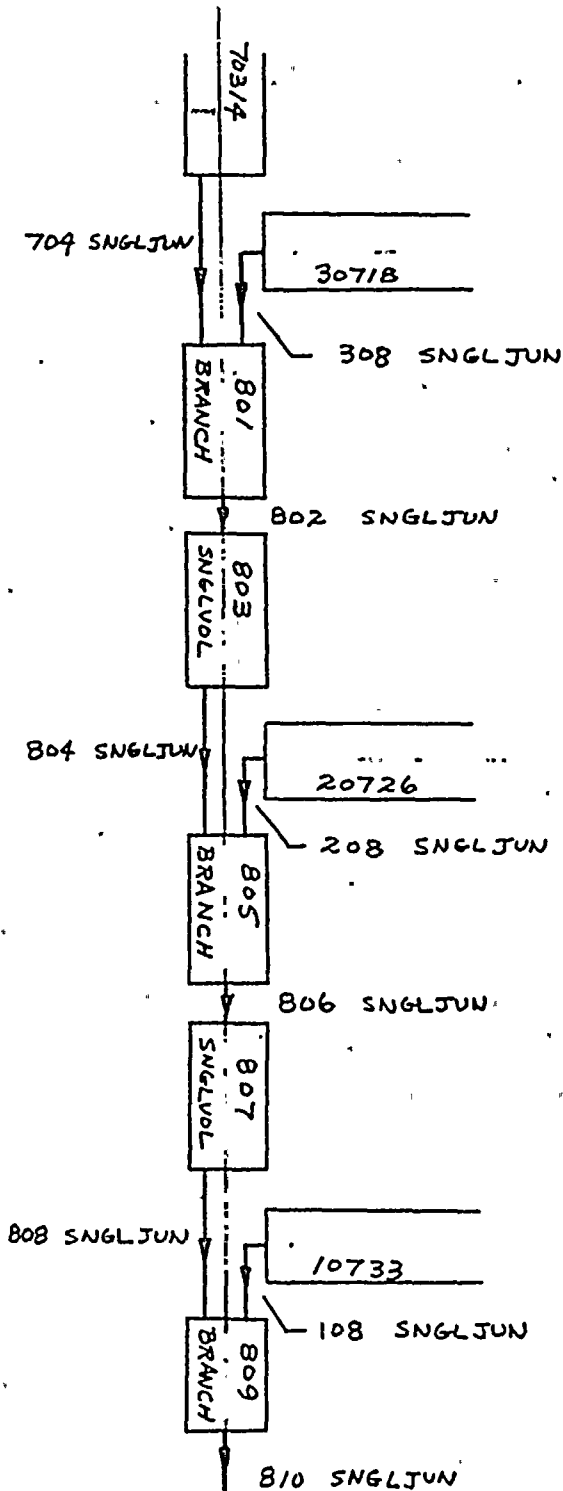 70314
704 SNGLJUN
30718
308 SNGLJUN
801
BRANCH
802 SNGLJUN
803
SNGLVOL
804 SNGLJUN
20726
208 SNGLJUN
805
BRANCH
806 SNGLJUN
807
SNGLVOL
808 SNGLJUN
10733
108 SNGLJUN
809
BRANCH
810 SNGLJUN